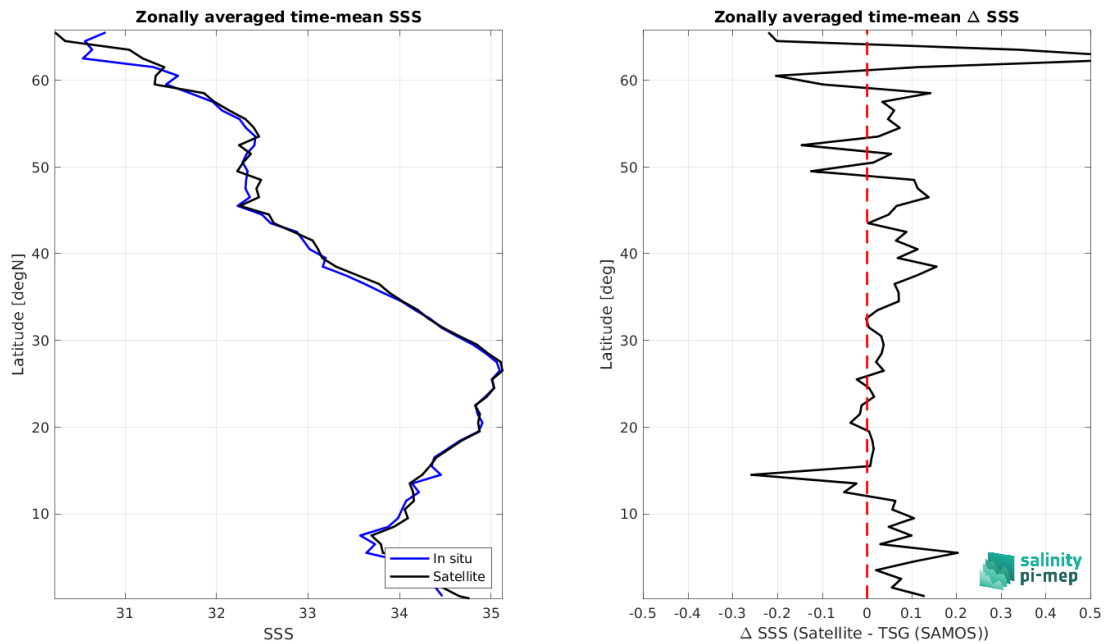 Zonally averaged time-mean SSS
Latitude [degN]
60
50
40
30
20
10
31
32
33
34
35
SSS
In situ
Satellite
Zonally averaged time-mean Δ SSS
Latitude [deg]
60
50
40
30
20
10
-0.5
-0.4
-0.3
-0.2
-0.1
0
0.1
0.2
0.3
0.4
0.5
Δ SSS (Satellite - TSG (SAMOS))
salinity
pi-mep